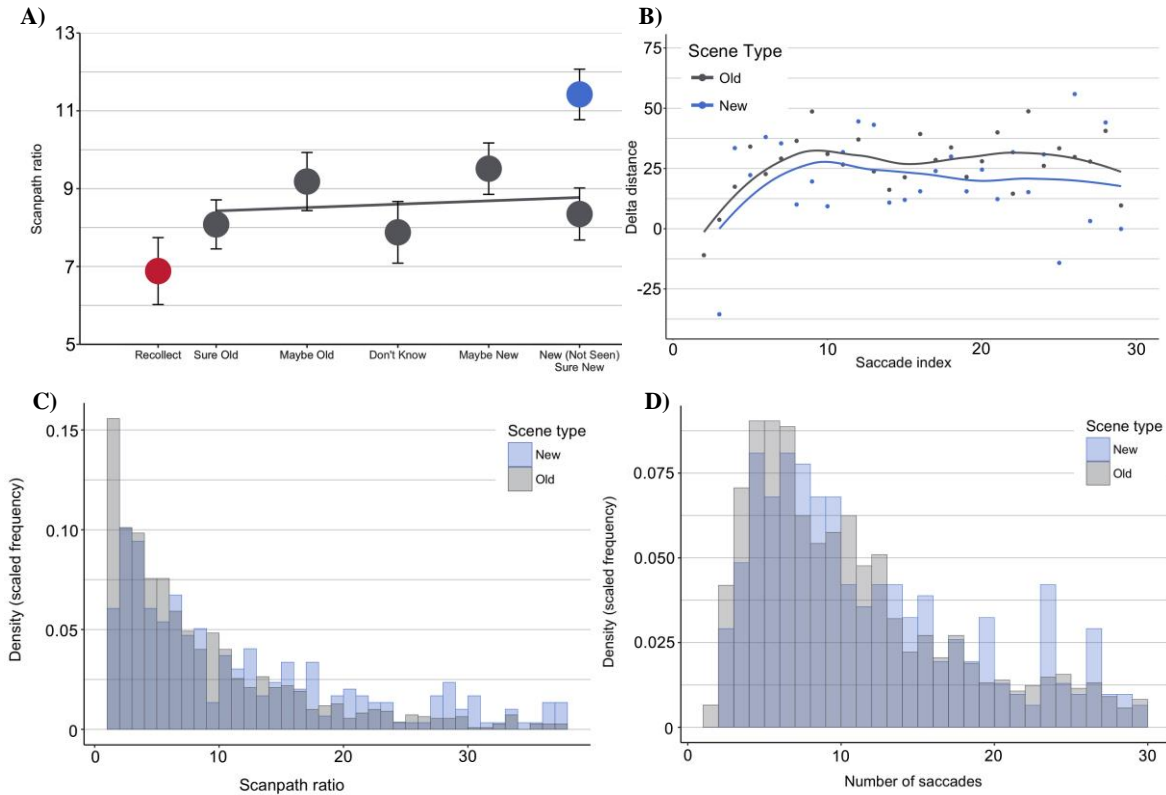 A)
13
11
9
7
5
Scanpath ratio
Recollect
Sure Old
Maybe Old
Don't Know
Maybe New
New (Not Seen)
Sure New
B)
75
50
25
0
-25
Delta distance
Scene Type
Old
New
0
10
20
30
Saccade index
C)
0.15
0.10
0.05
0
Density (scaled frequency)
Scene type
New
Old
0
10
20
30
Scanpath ratio
D)
0.075
0.050
0.025
0
Density (scaled frequency)
Scene type
New
Old
0
10
20
30
Number of saccades